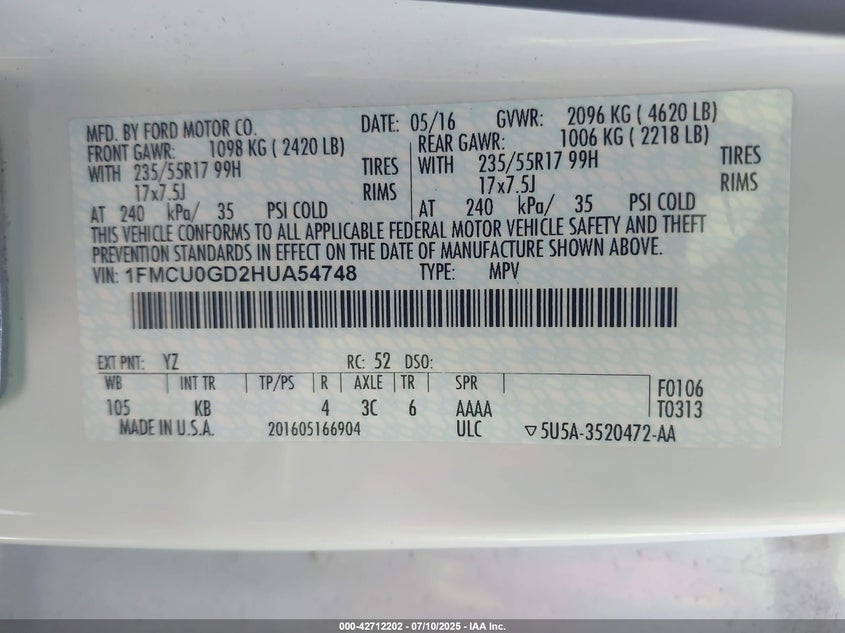 MFD. BY FORD MOTOR CO. DATE: 05/16 GVWR: 2096 KG ( 4620 LB)
FRONT GAWR: 1098 KG ( 2420 LB) REAR GAWR: 1006 KG ( 2218 LB)
WITH 235/55R17 99H TIRES WITH 235/55R17 99H TIRES
17x7.5J RIMS 17x7.5J RIMS
AT 240 kPa/ 35 PSI COLD AT 240 kPa/ 35 PSI COLD
THIS VEHICLE CONFORMS TO ALL APPLICABLE FEDERAL MOTOR VEHICLE SAFETY AND THEFT
PREVENTION STANDARDS IN EFFECT ON THE DATE OF MANUFACTURE SHOWN ABOVE.
VIN: 1FMCU0GD2HUA54748 TYPE: MPV
EXT PNT: YZ RC: 52 DSO:
WB INT TR TP/PS R AXLE TR SPR F0106
105 KB 4 3C 6 AAAA T0313
MADE IN U.S.A. 201605166904 ULC ▽5U5A-3520472-AA
000-42712202 - 07/10/2025 - IAA Inc.